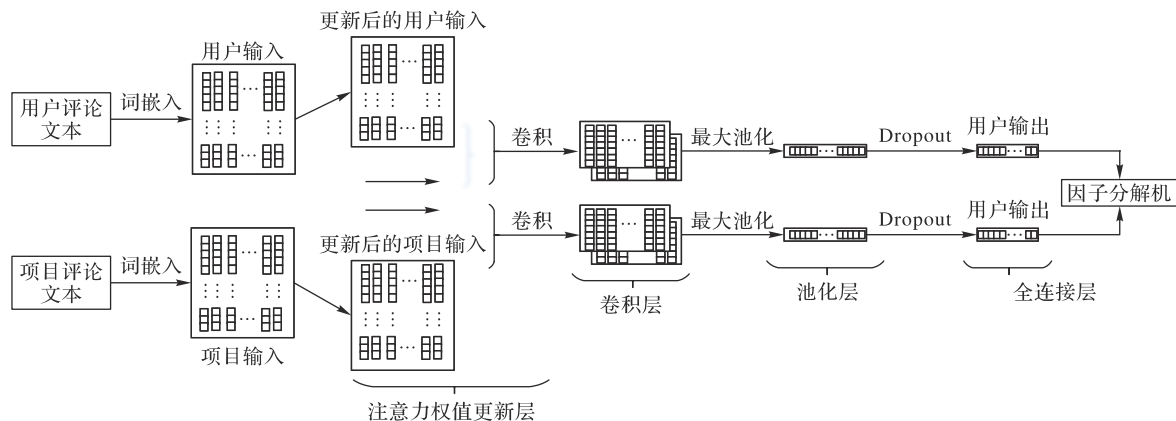 更新后的用户输入
用户输入
用户评论
文本
词嵌入
卷积
最大池化
Dropout
用户输出
因子分解机
卷积
最大池化
Dropout
用户输出
更新后的项目输入
项目评论
文本
词嵌入
项目输入
卷积层
池化层
全连接层
注意力权值更新层